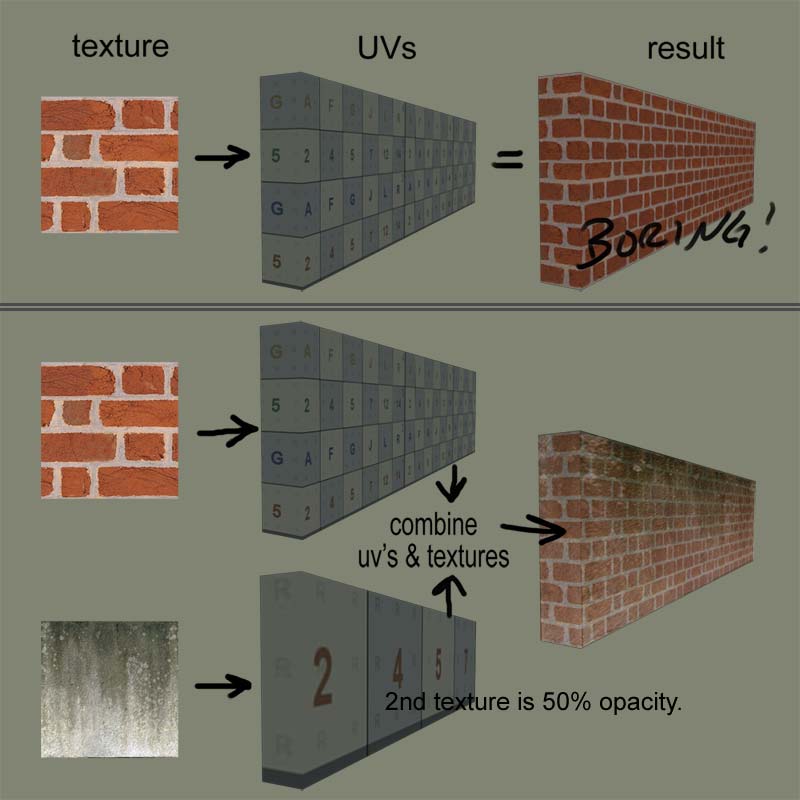 texture
UVs
result
G A F G J L R
5 2 4 5 7 12 14
G A F G J L R
5 2 4 5 7 12
=
BORING!
G A F G J L R
5 2 4 5 7 12 14
G A F G J L R
5 2 4 5 7 12
combine
uv's & textures
R R R
2 4 5 7
2nd texture is 50% opacity.